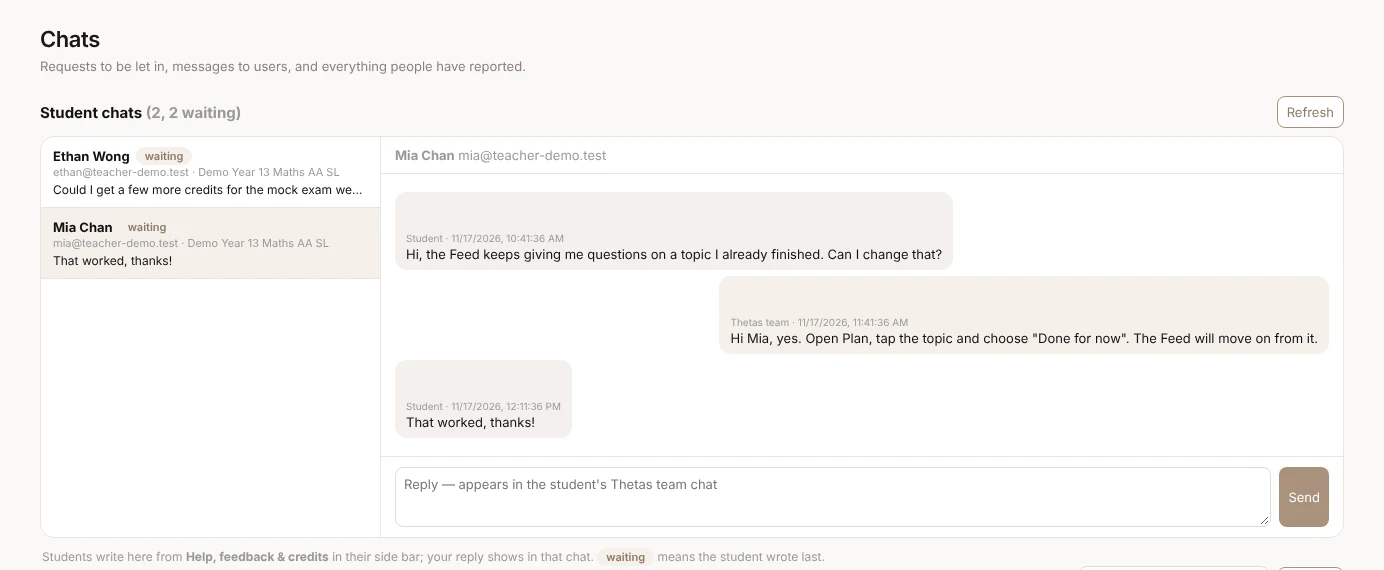 Chats
Requests to be let in, messages to users, and everything people have reported.
Student chats (2, 2 waiting)
Refresh
Ethan Wong waiting
ethan@teacher-demo.test · Demo Year 13 Maths AA SL
Could I get a few more credits for the mock exam we...
Mia Chan waiting
mia@teacher-demo.test · Demo Year 13 Maths AA SL
That worked, thanks!
Mia Chan mia@teacher-demo.test
Student · 11/17/2026, 10:41:36 AM
Hi, the Feed keeps giving me questions on a topic I already finished. Can I change that?
Thetas team · 11/17/2026, 11:41:36 AM
Hi Mia, yes. Open Plan, tap the topic and choose "Done for now". The Feed will move on from it.
Student · 11/17/2026, 12:11:36 PM
That worked, thanks!
Reply — appears in the student's Thetas team chat
Send
Students write here from Help, feedback & credits in their side bar; your reply shows in that chat. waiting means the student wrote last.